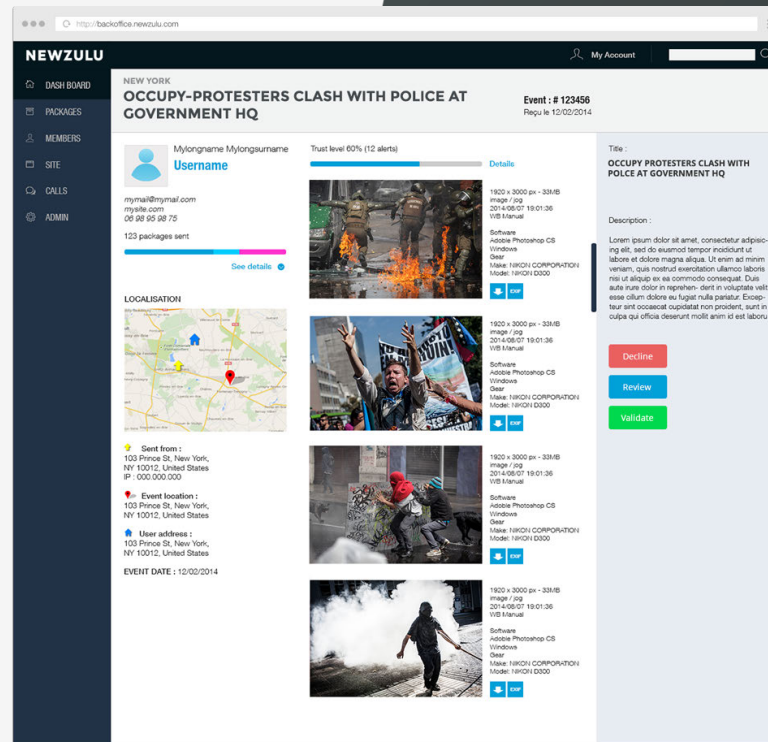 http://backoffice.newzulu.com
NEWZULU
My Account
DASH BOARD
PACKAGES
MEMBERS
SITE
CALLS
ADMIN
NEW YORK
OCCUPY-PROTESTERS CLASH WITH POLICE AT
GOVERNMENT HQ
Event : # 123456
Reçu le 12/02/2014
Mylongname Mylongsurname
Username
mymail@mymail.com
mysite.com
06 98 95 98 75
123 packages sent
See details
LOCALISATION
Sent from :
103 Prince St, New York,
NY 10012, United States
IP : 000.000.000
Event location :
103 Prince St, New York,
NY 10012, United States
User address :
103 Prince St, New York,
NY 10012, United States
EVENT DATE : 12/02/2014
Trust level 60% (12 alerts)
Details
1920 x 3000 px - 33MB
image / jog
2014/08/07 19:01:36
WB Manual
Software
Adoble Photoshop CS
Windows
Gear
Make: NIKON CORPORATION
Model: NIKON D300
EXIF
1920 x 3000 px - 33MB
image / jog
2014/08/07 19:01:36
WB Manual
Software
Adoble Photoshop CS
Windows
Gear
Make: NIKON CORPORATION
Model: NIKON D300
EXIF
1920 x 3000 px - 33MB
image / jog
2014/08/07 19:01:36
WB Manual
Software
Adoble Photoshop CS
Windows
Gear
Make: NIKON CORPORATION
Model: NIKON D300
EXIF
1920 x 3000 px - 33MB
image / jog
2014/08/07 19:01:36
WB Manual
Software
Adoble Photoshop CS
Windows
Gear
Make: NIKON CORPORATION
Model: NIKON D300
EXIF
Title :
OCCUPY PROTESTERS CLASH WITH
POLCE AT GOVERNMENT HQ
Description :
Lorem ipsum dolor sit amet, consectetur adipisic-
ing elit, sed do eiusmod tempor incididunt ut
labore et dolore magna aliqua. Ut enim ad minim
veniam, quis nostrud exercitation ullamco laboris
nisi ut aliquip ex ea commodo consequat. Duis
aute irure dolor in reprehen- derit in voluptate velit
esse cillum dolore eu fugiat nulla pariatur. Excep-
teur sint occaecat cupidatat non proident, sunt in
culpa qui officia deserunt mollit anim id est laboru
Decline
Review
Validate